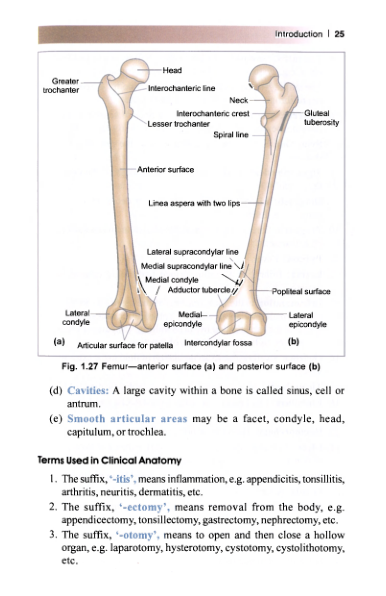 Introduction | 25
Greater
trochanter
Head
Interochanteric line
Neck
Interochanteric crest
Gluteal
tuberosity
Lesser trochanter
Spiral line
Anterior surface
Linea aspera with two lips
Lateral supracondylar line
Medial supracondylar line
Medial condyle
Adductor tubercle
Popliteal surface
Lateral
condyle
Medial
epicondyle
Lateral
epicondyle
(a)
Articular surface for patella
Intercondylar fossa
(b)
Fig. 1.27 Femur—anterior surface (a) and posterior surface (b)
(d) Cavities: A large cavity within a bone is called sinus, cell or
antrum.
(e) Smooth articular areas may be a facet, condyle, head,
capitulum, or trochlea.
Terms Used in Clinical Anatomy
1. The suffix, '-itis', means inflammation, e.g. appendicitis, tonsillitis,
arthritis, neuritis, dermatitis, etc.
2. The suffix, '-ectomy', means removal from the body, e.g.
appendicectomy, tonsillectomy, gastrectomy, nephrectomy, etc.
3. The suffix, '-otomy', means to open and then close a hollow
organ, e.g. laparotomy, hysterotomy, cystotomy, cystolithotomy,
etc.